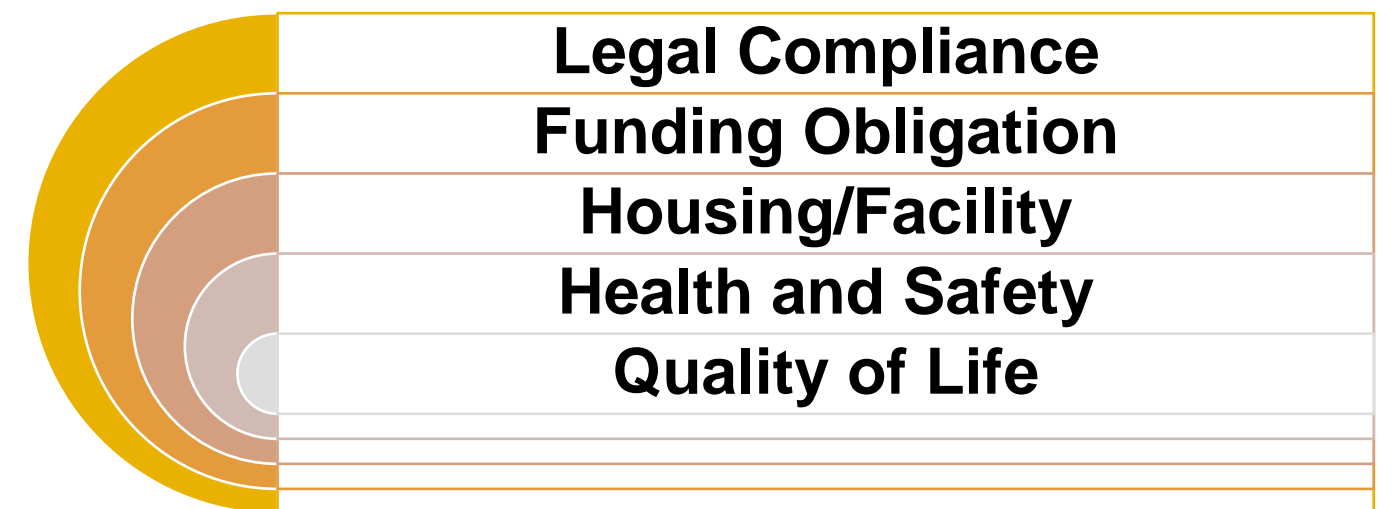 Legal Compliance
Funding Obligation
Housing/Facility
Health and Safety
Quality of Life